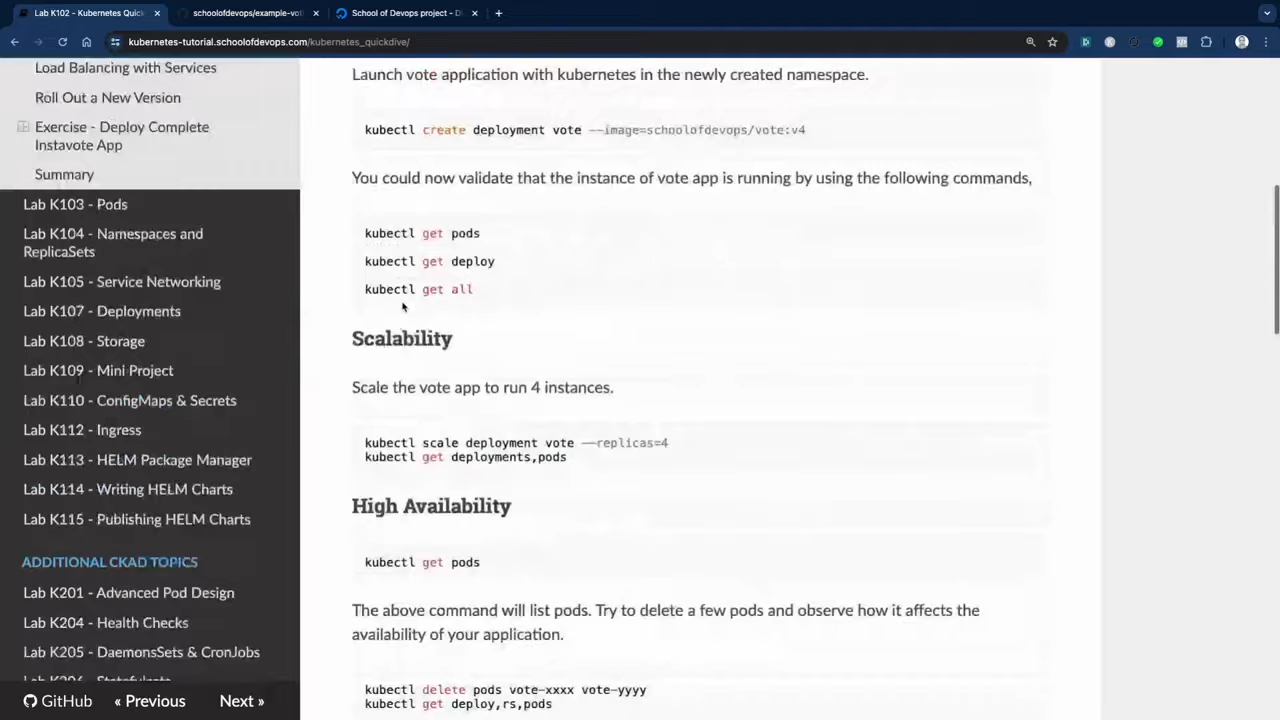 Lab K102 - Kubernetes Quick
schoolofdevops/example-vot
School of Devops project - D
kubernetes-tutorial.schoolofdevops.com/kubernetes_quickdive/
Load Balancing with Services
Roll Out a New Version
Exercise - Deploy Complete
Instavote App
Summary
Lab K103 - Pods
Lab K104 - Namespaces and
ReplicaSets
Lab K105 - Service Networking
Lab K107 - Deployments
Lab K108 - Storage
Lab K109 - Mini Project
Lab K110 - ConfigMaps & Secrets
Lab K112 - Ingress
Lab K113 - HELM Package Manager
Lab K114 - Writing HELM Charts
Lab K115 - Publishing HELM Charts
ADDITIONAL CKAD TOPICS
Lab K201 - Advanced Pod Design
Lab K204 - Health Checks
Lab K205 - DaemonsSets & CronJobs
GitHub « Previous Next »
Launch vote application with kubernetes in the newly created namespace.
kubectl create deployment vote --image=schoolofdevops/vote:v4
You could now validate that the instance of vote app is running by using the following commands,
kubectl get pods
kubectl get deploy
kubectl get all
Scalability
Scale the vote app to run 4 instances.
kubectl scale deployment vote --replicas=4
kubectl get deployments,pods
High Availability
kubectl get pods
The above command will list pods. Try to delete a few pods and observe how it affects the
availability of your application.
kubectl delete pods vote-xxxx vote-yyyy
kubectl get deploy,rs,pods